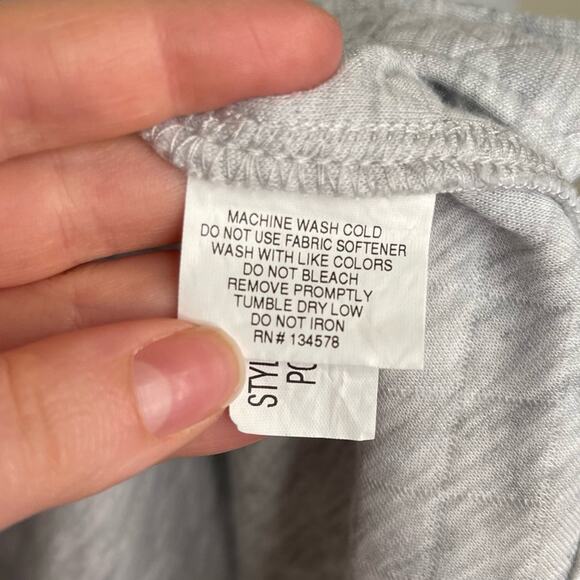 MACHINE WASH COLD
DO NOT USE FABRIC SOFTENER
WASH WITH LIKE COLORS
DO NOT BLEACH
REMOVE PROMPTLY
TUMBLE DRY LOW
DO NOT IRON
RN# 134578
STYL
PO